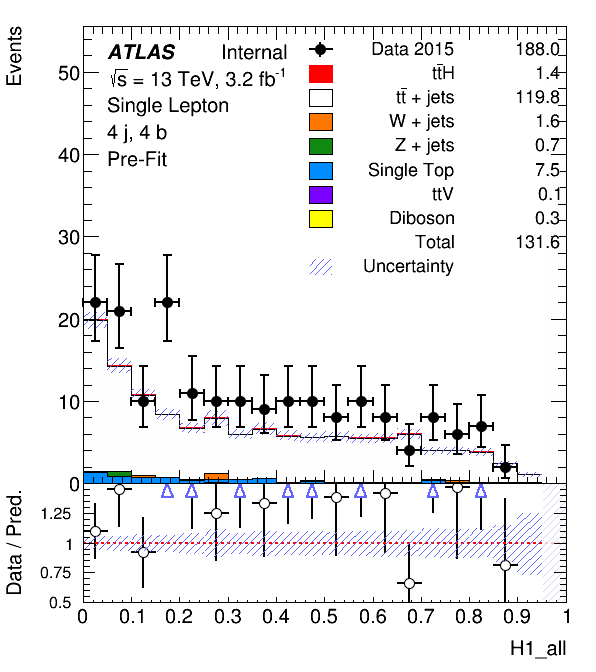 Events
ATLAS Internal
√s = 13 TeV, 3.2 fb⁻¹
Single Lepton
4 j, 4 b
Pre-Fit
Data 2015 188.0
tt̄H 1.4
tt̄ + jets 119.8
W + jets 1.6
Z + jets 0.7
Single Top 7.5
ttV 0.1
Diboson 0.3
Total 131.6
Uncertainty
50
40
30
20
10
0
Data / Pred.
1.25
1
0.75
0.5
0 0.1 0.2 0.3 0.4 0.5 0.6 0.7 0.8 0.9 1
H1_all